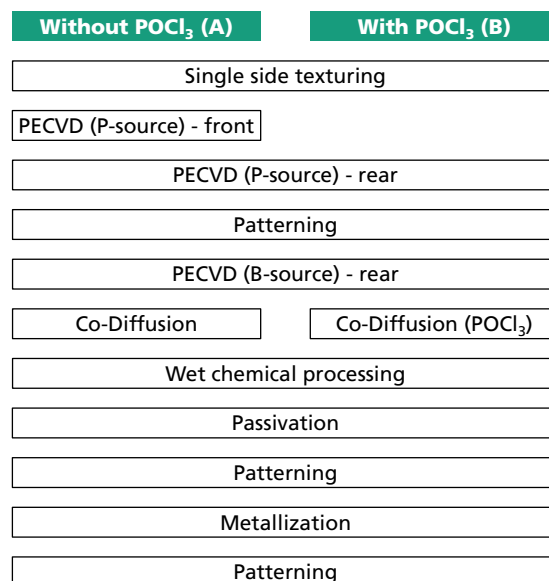 Without POCl₃ (A)
With POCl₃ (B)
Single side texturing
PECVD (P-source) - front
PECVD (P-source) - rear
Patterning
PECVD (B-source) - rear
Co-Diffusion
Co-Diffusion (POCl₃)
Wet chemical processing
Passivation
Patterning
Metallization
Patterning